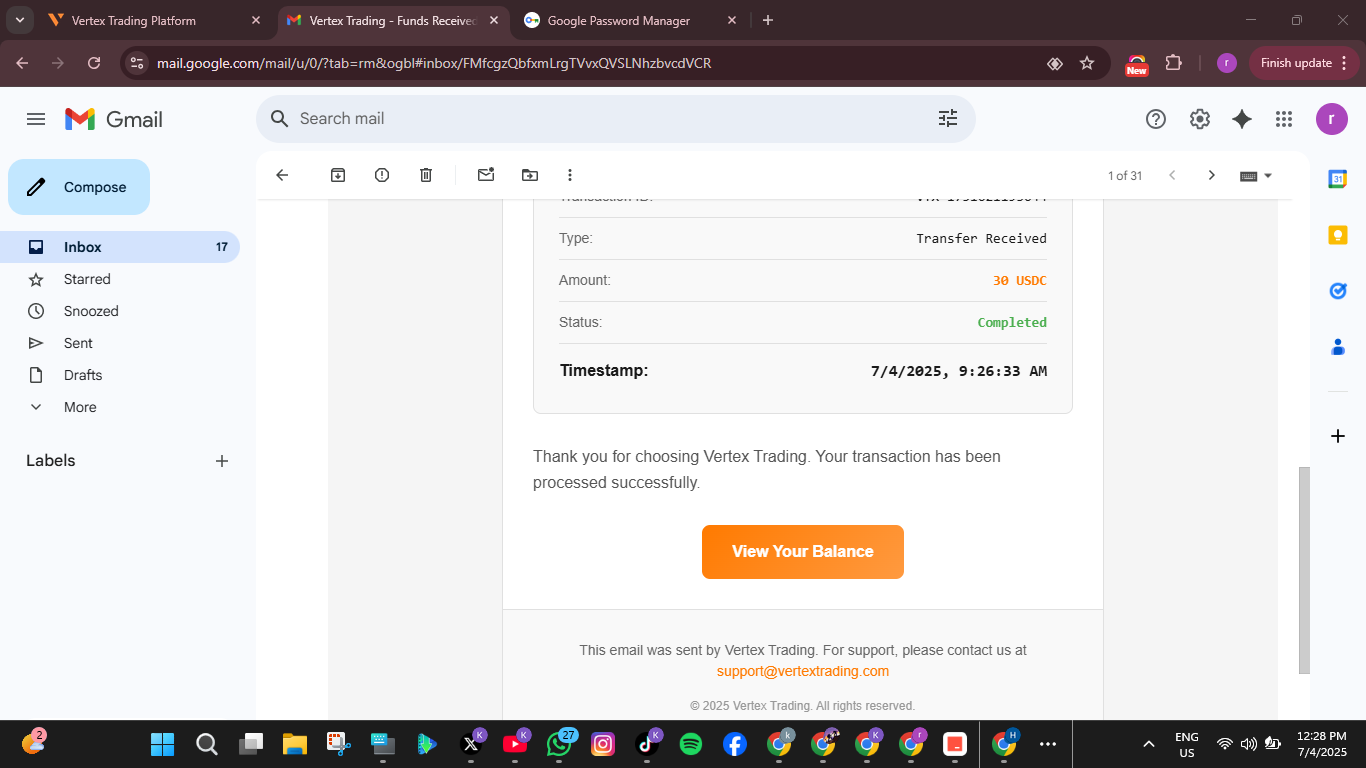 Vertex Trading Platform
Vertex Trading - Funds Received
Google Password Manager
mail.google.com/mail/u/0/?tab=rm&ogbl#inbox/FMfcgzQbfxmLrgTVvxQVSLNhzbvcdVCR
New
r
Finish update
Gmail
Search mail
r
Compose
1 of 31
Inbox 17
Starred
Snoozed
Sent
Drafts
More
Labels
31
Transaction ID:
Type: Transfer Received
Amount: 30 USDC
Status: Completed
Timestamp: 7/4/2025, 9:26:33 AM
Thank you for choosing Vertex Trading. Your transaction has been
processed successfully.
View Your Balance
This email was sent by Vertex Trading. For support, please contact us at
support@vertextrading.com
© 2025 Vertex Trading. All rights reserved.
2
K
K
27
K
k
K
r
H
ENG
US
12:28 PM
7/4/2025